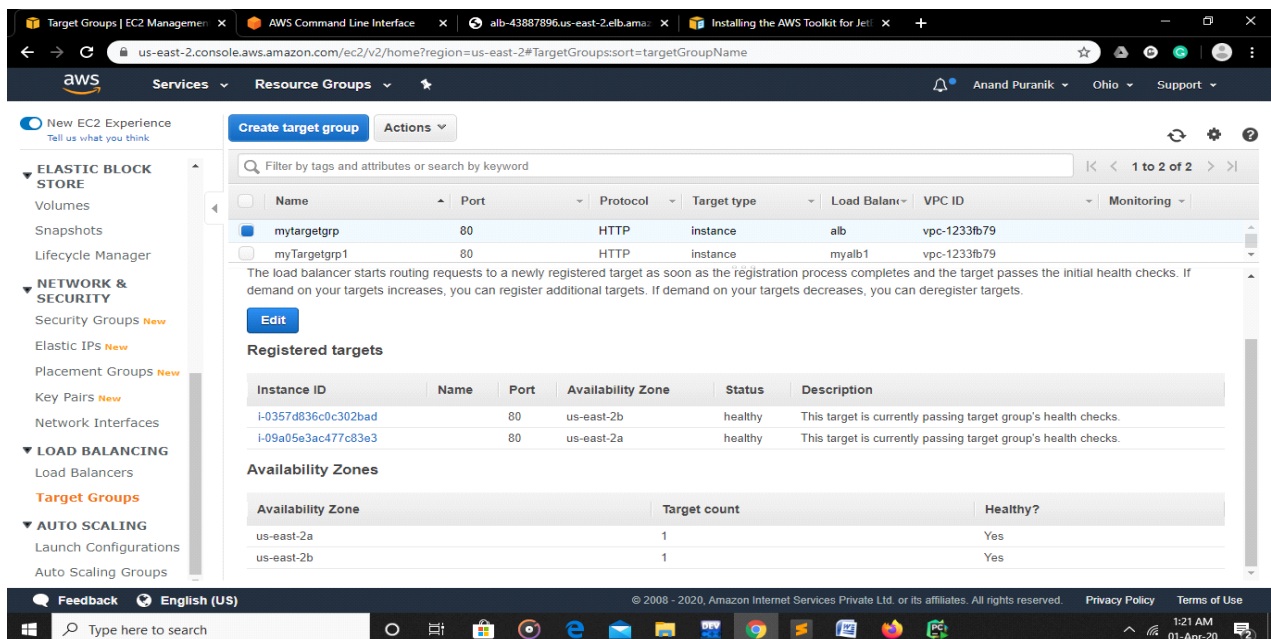 Target Groups | EC2 Managemen
AWS Command Line Interface
alb-43887896.us-east-2.elb.amaz
Installing the AWS Toolkit for JetB
us-east-2.console.aws.amazon.com/ec2/v2/home?region=us-east-2#TargetGroups:sort=targetGroupName
aws Services Resource Groups Anand Puranik Ohio Support
New EC2 Experience
Tell us what you think
ELASTIC BLOCK
STORE
Volumes
Snapshots
Lifecycle Manager
NETWORK &
SECURITY
Security Groups New
Elastic IPs New
Placement Groups New
Key Pairs New
Network Interfaces
LOAD BALANCING
Load Balancers
Target Groups
AUTO SCALING
Launch Configurations
Auto Scaling Groups
Create target group Actions
Filter by tags and attributes or search by keyword 1 to 2 of 2
Name Port Protocol Target type Load Balanc VPC ID Monitoring
mytargetgrp 80 HTTP instance alb vpc-1233fb79
myTargetgrp1 80 HTTP instance myalb1 vpc-1233fb79
The load balancer starts routing requests to a newly registered target as soon as the registration process completes and the target passes the initial health checks. If
demand on your targets increases, you can register additional targets. If demand on your targets decreases, you can deregister targets.
Edit
Registered targets
Instance ID Name Port Availability Zone Status Description
i-0357d836c0c302bad 80 us-east-2b healthy This target is currently passing target group's health checks.
i-09a05e3ac477c83e3 80 us-east-2a healthy This target is currently passing target group's health checks.
Availability Zones
Availability Zone Target count Healthy?
us-east-2a 1 Yes
us-east-2b 1 Yes
Feedback English (US) © 2008 - 2020, Amazon Internet Services Private Ltd. or its affiliates. All rights reserved. Privacy Policy Terms of Use
Type here to search
DEV
PC
1:21 AM
01-Apr-20
2